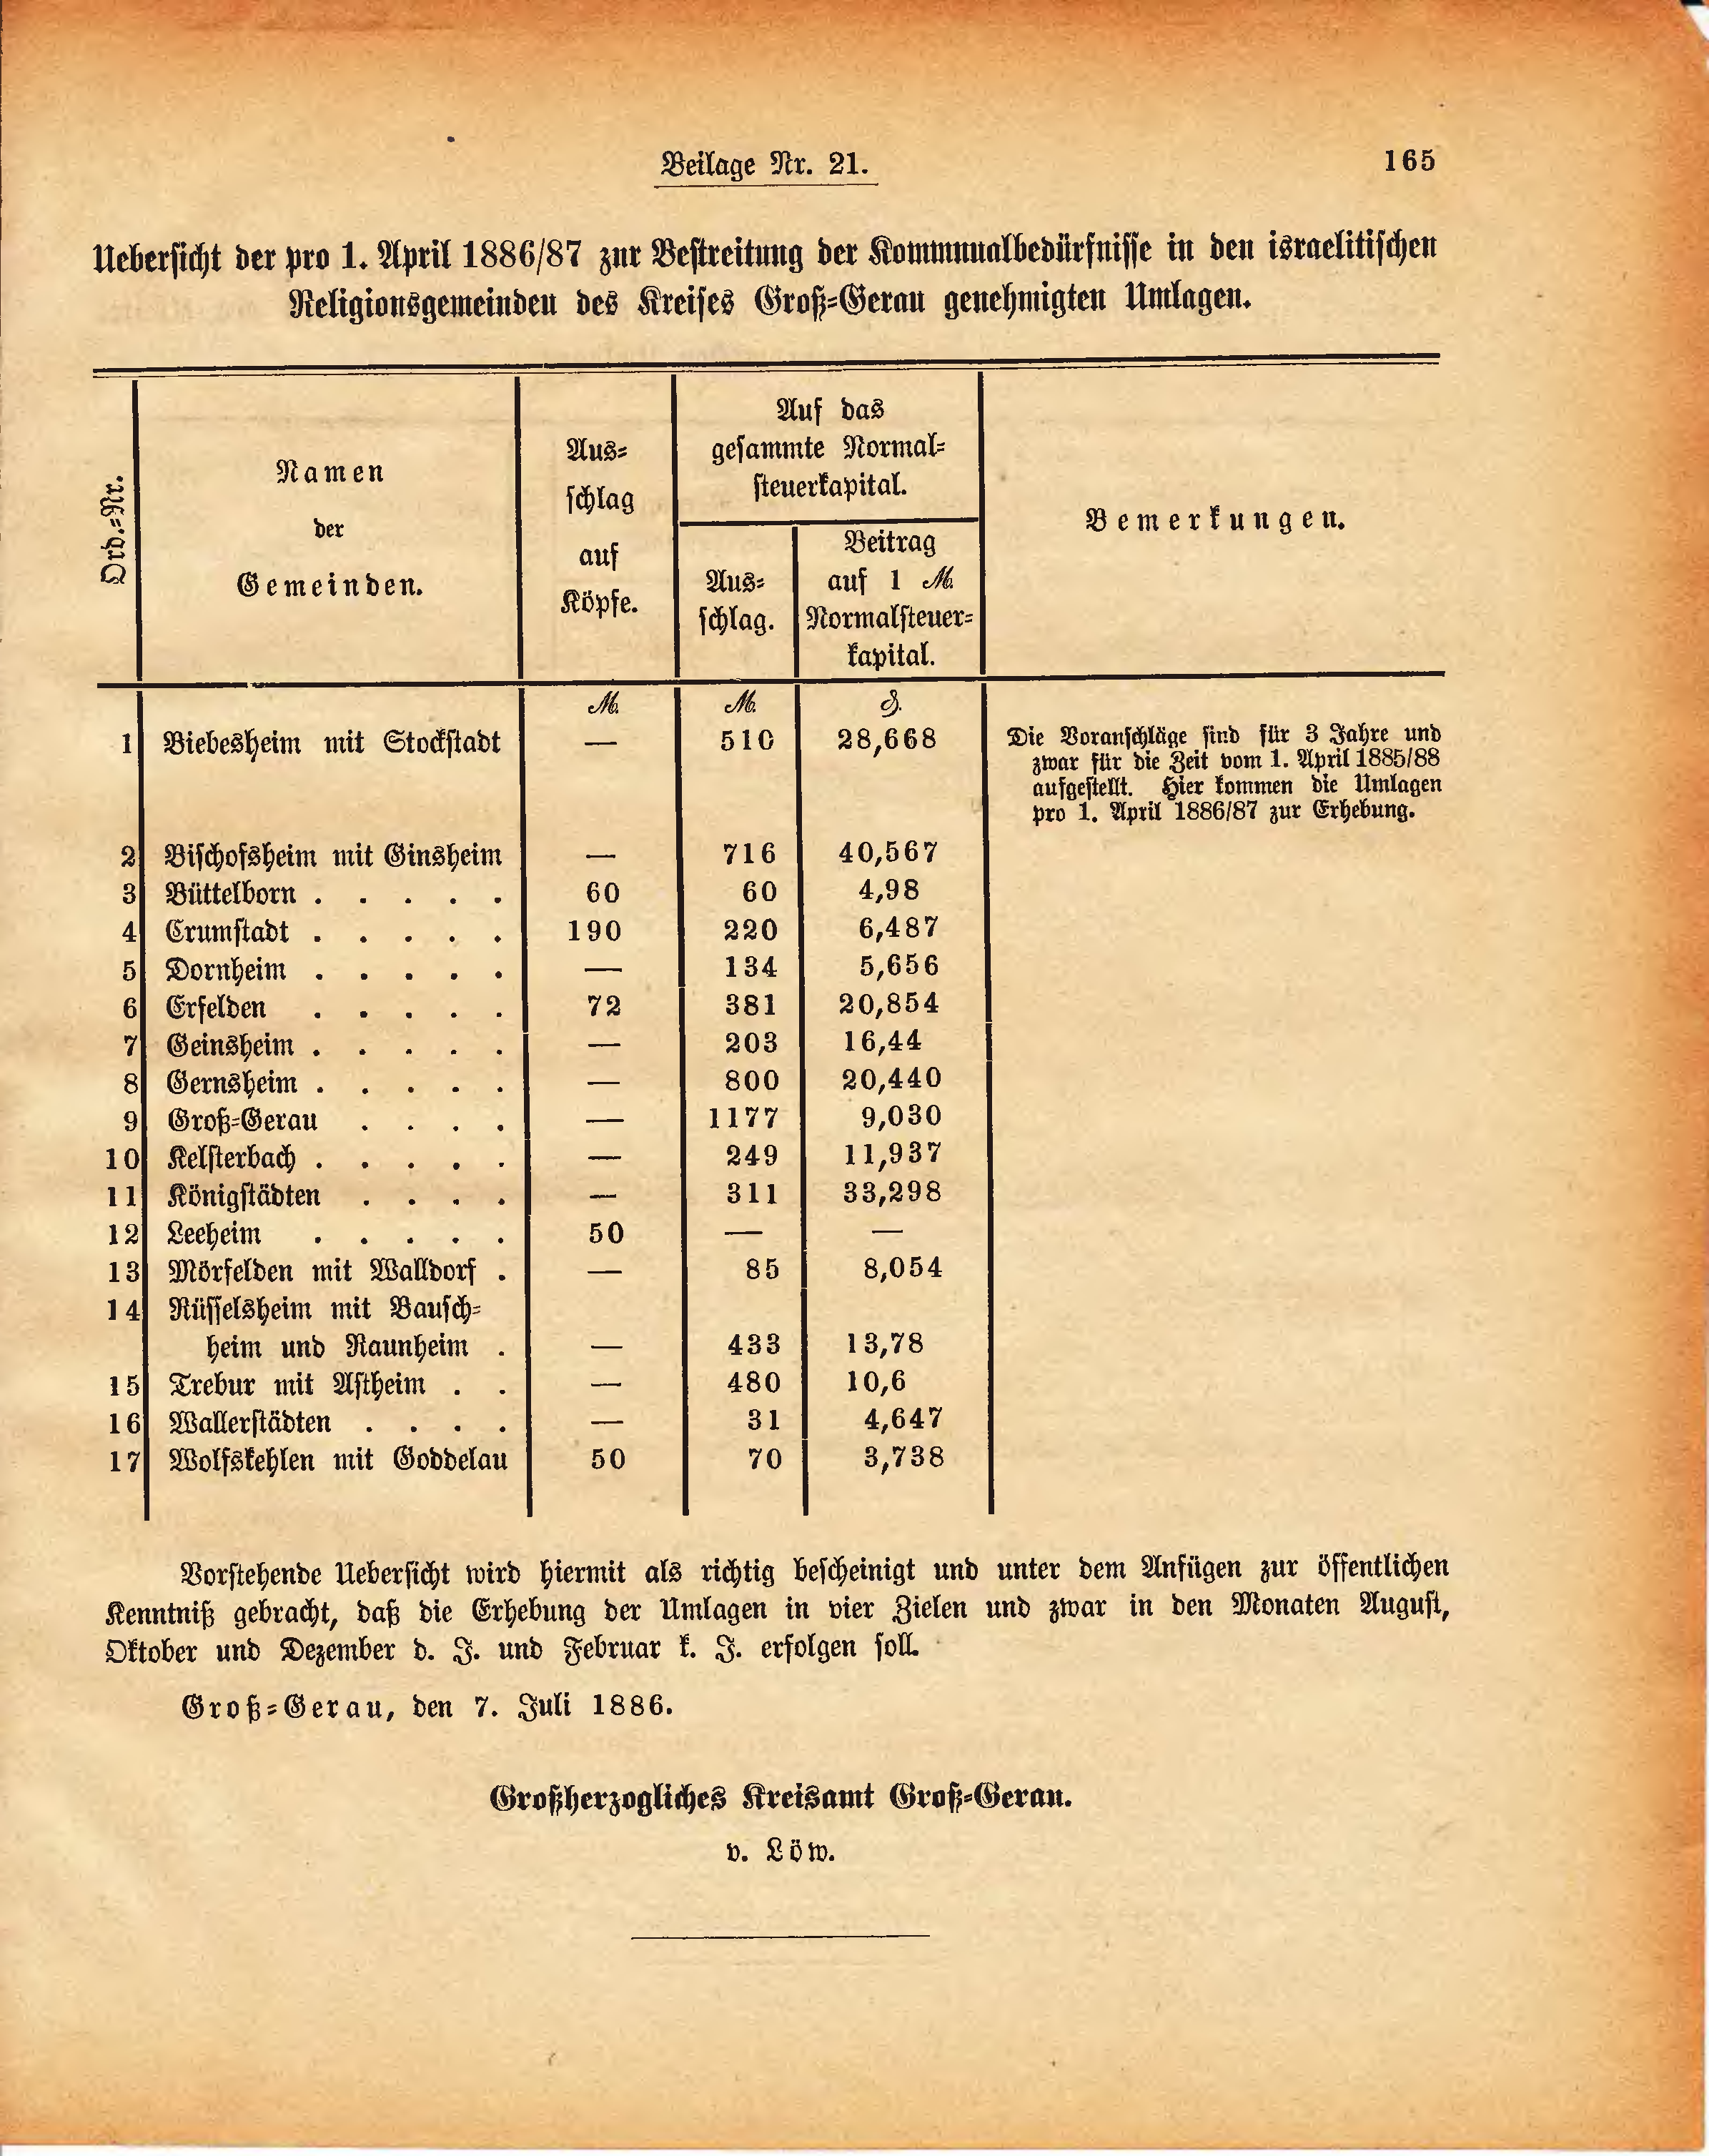 Beilage Nr. 21.
165
Uebersicht der pro 1. April 1886/87 zur Bestreitung der Kommunalbedürfnisse in den israelitischen
Religionsgemeinden des Kreises Groß-Gerau genehmigten Umlagen.
Ord.-Nr.
Namen
der
Gemeinden.
Aus-
schlag
auf
Köpfe.
Auf das
gesammte Normal-
steuerkapital.
Aus-
schlag.
Beitrag
auf 1 M.
Normalsteuer-
kapital.
Bemerkungen.
M. M. ₰.
1 Biebesheim mit Stockstadt — 510 28,668
Die Voranschläge sind für 3 Jahre und
zwar für die Zeit vom 1. April 1885/88
aufgestellt. Hier kommen die Umlagen
pro 1. April 1886/87 zur Erhebung.
2 Bischofsheim mit Ginsheim — 716 40,567
3 Büttelborn . . . . . 60 60 4,98
4 Crumstadt . . . . . 190 220 6,487
5 Dornheim . . . . . — 134 5,656
6 Erfelden . . . . . 72 381 20,854
7 Geinsheim . . . . . — 203 16,44
8 Gernsheim . . . . . — 800 20,440
9 Groß-Gerau . . . . — 1177 9,030
10 Kelsterbach . . . . . — 249 11,937
11 Königstädten . . . . — 311 33,298
12 Leeheim . . . . . 50 — —
13 Mörfelden mit Walldorf . — 85 8,054
14 Rüsselsheim mit Bausch-
heim und Raunheim . — 433 13,78
15 Trebur mit Astheim . . — 480 10,6
16 Wallerstädten . . . . — 31 4,647
17 Wolfskehlen mit Goddelau 50 70 3,738
Vorstehende Uebersicht wird hiermit als richtig bescheinigt und unter dem Anfügen zur öffentlichen
Kenntniß gebracht, daß die Erhebung der Umlagen in vier Zielen und zwar in den Monaten August,
Oktober und Dezember d. J. und Februar k. J. erfolgen soll.
Groß-Gerau, den 7. Juli 1886.
Großherzogliches Kreisamt Groß-Gerau.
v. Löw.